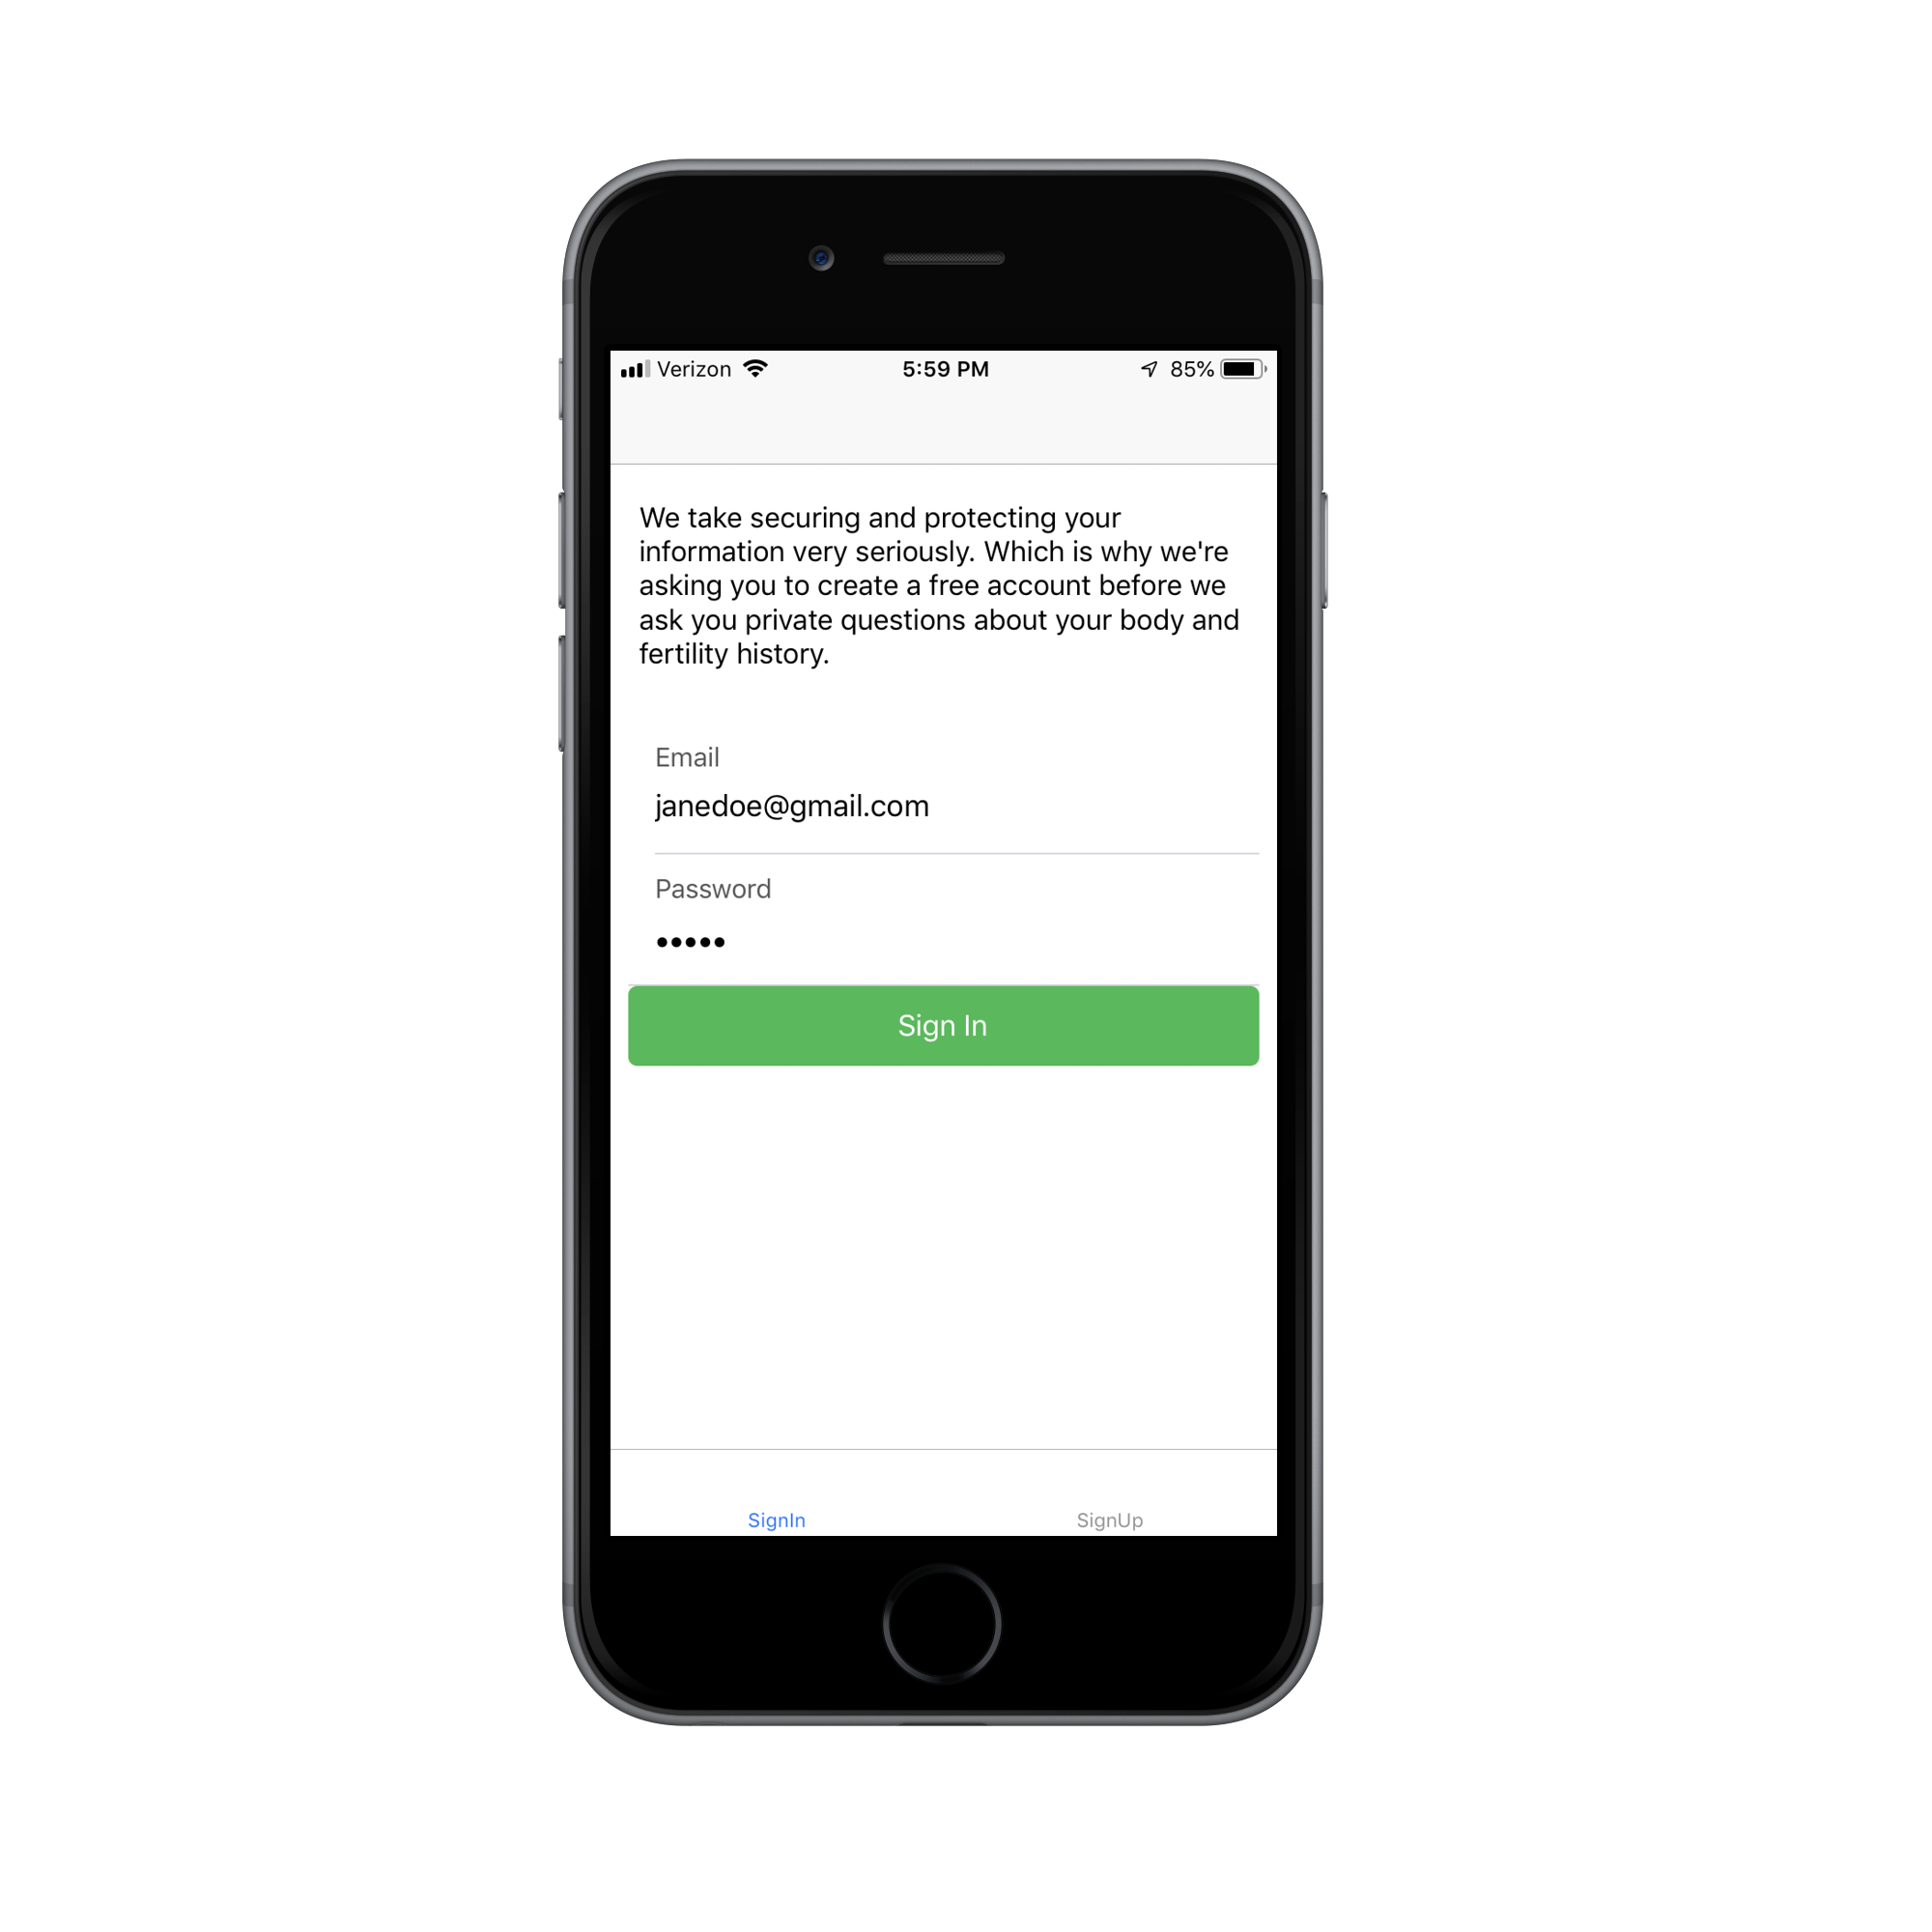 Verizon 5:59 PM 85%
We take securing and protecting your
information very seriously. Which is why we're
asking you to create a free account before we
ask you private questions about your body and
fertility history.
Email
janedoe@gmail.com
Password
•••••
Sign In
SignIn SignUp